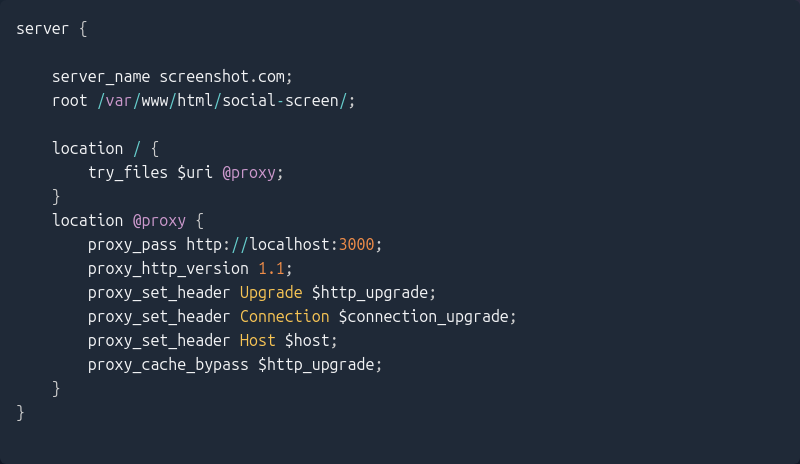 server {
server_name screenshot.com;
root /var/www/html/social-screen/;
location / {
try_files $uri @proxy;
}
location @proxy {
proxy_pass http://localhost:3000;
proxy_http_version 1.1;
proxy_set_header Upgrade $http_upgrade;
proxy_set_header Connection $connection_upgrade;
proxy_set_header Host $host;
proxy_cache_bypass $http_upgrade;
}
}